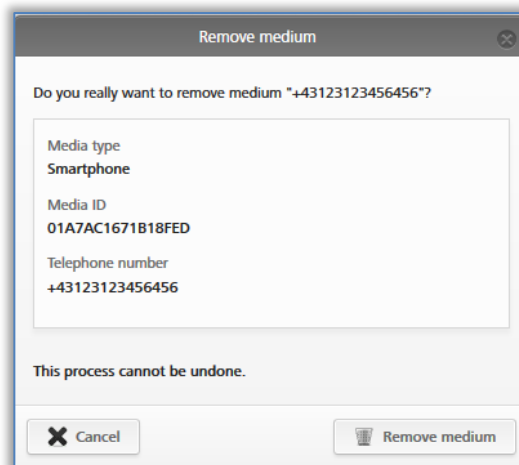 Remove medium
Do you really want to remove medium "+43123123456456"?
Media type
Smartphone
Media ID
01A7AC1671B18FED
Telephone number
+43123123456456
This process cannot be undone.
Cancel
Remove medium